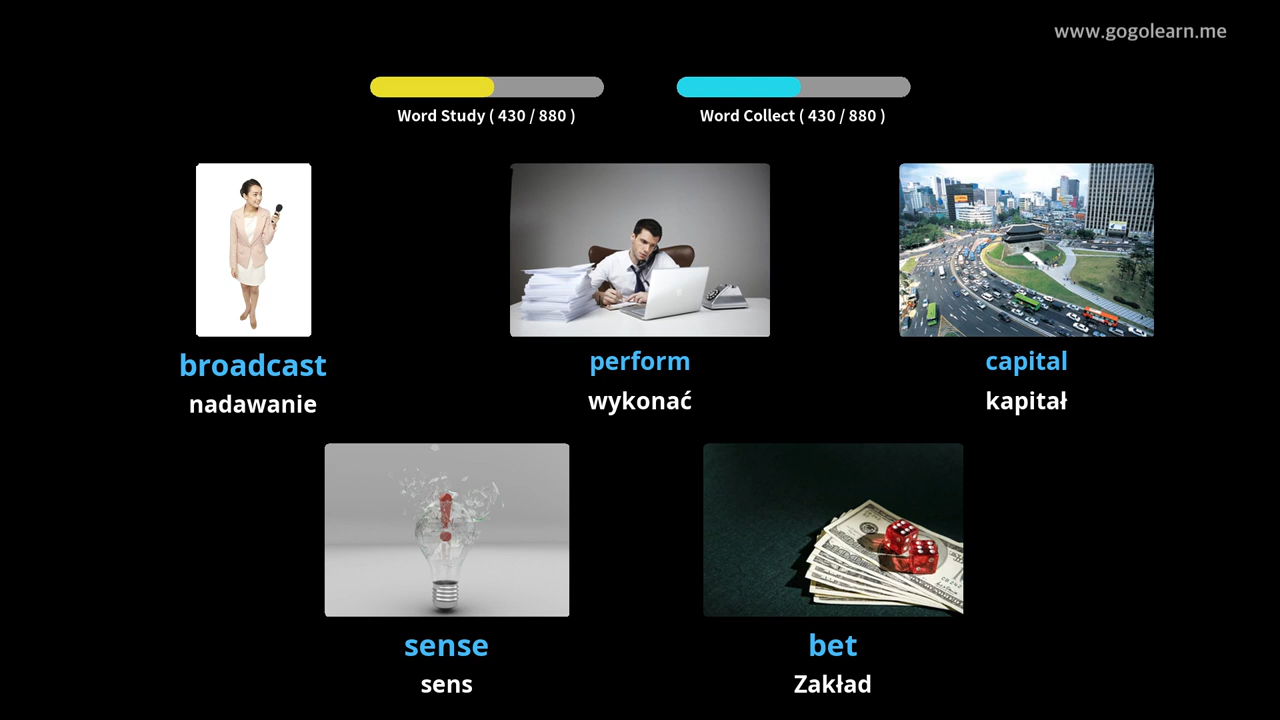 www.gogolearn.me
Word Study ( 430 / 880 )
Word Collect ( 430 / 880 )
broadcast
nadawanie
perform
wykonać
capital
kapitał
sense
sens
bet
Zakład